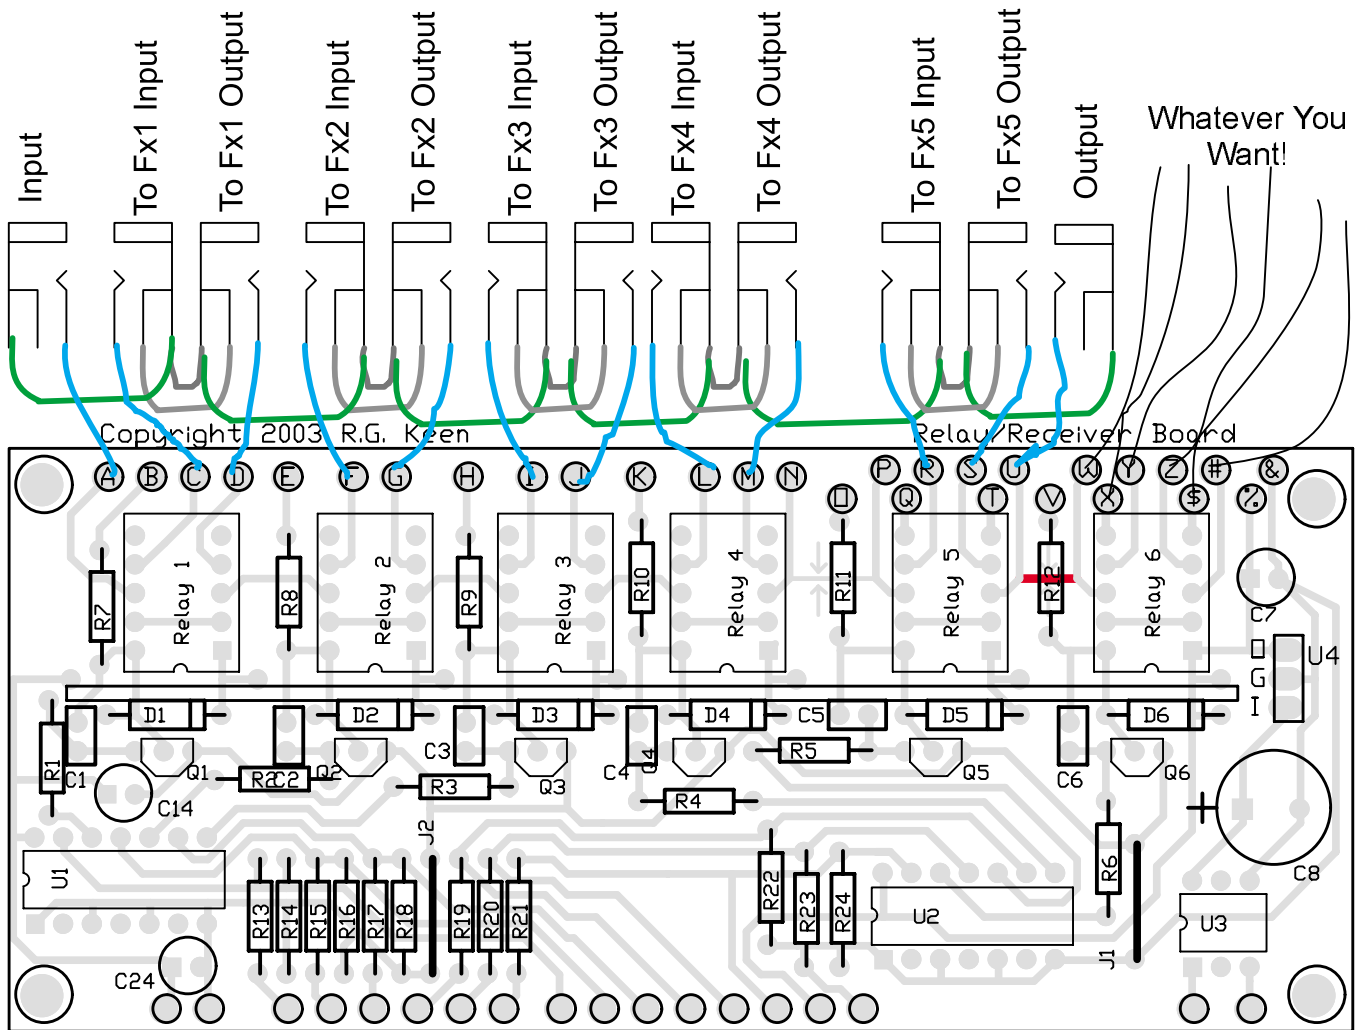 Input
To Fx1 Input
To Fx1 Output
To Fx2 Input
To Fx2 Output
To Fx3 Input
To Fx3 Output
To Fx4 Input
To Fx4 Output
To Fx5 Input
To Fx5 Output
Output
Whatever You
Want!
Copyright 2003 R.G. Keen
Relay/Receiver Board
A B C D E F G H I J K L M N P R S U W Y Z # &
O Q T V X $ %
Relay 1
Relay 2
Relay 3
Relay 4
Relay 5
Relay 6
R7
R8
R9
R10
R11
R12
C7
O
G
I
U4
D1
D2
D3
D4
C5
D5
D6
R1
C1
Q1
R2
C2
Q2
C3
R3
Q3
C4
Q4
R4
R5
Q5
C6
Q6
C14
J2
R6
C8
U1
R13
R14
R15
R16
R17
R18
R19
R20
R21
R22
R23
R24
U2
J1
U3
C24